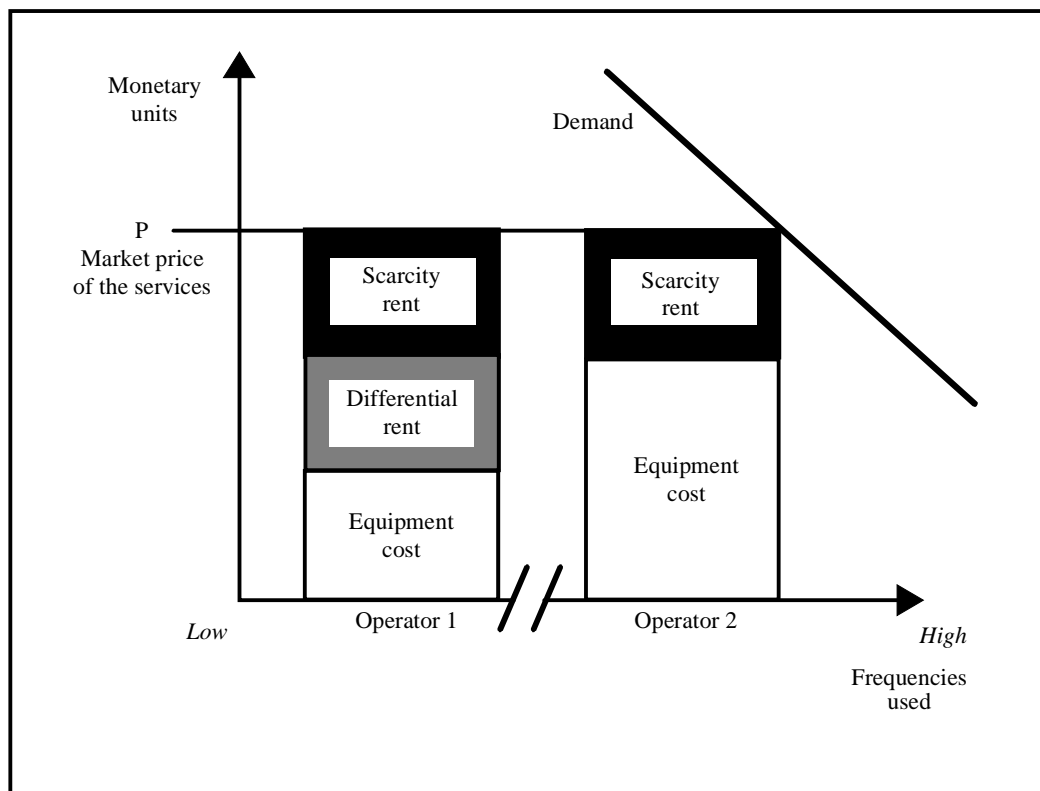 Monetary
units
Demand
P
Market price
of the services
Scarcity
rent
Scarcity
rent
Differential
rent
Equipment
cost
Equipment
cost
Low
Operator 1
Operator 2
High
Frequencies
used